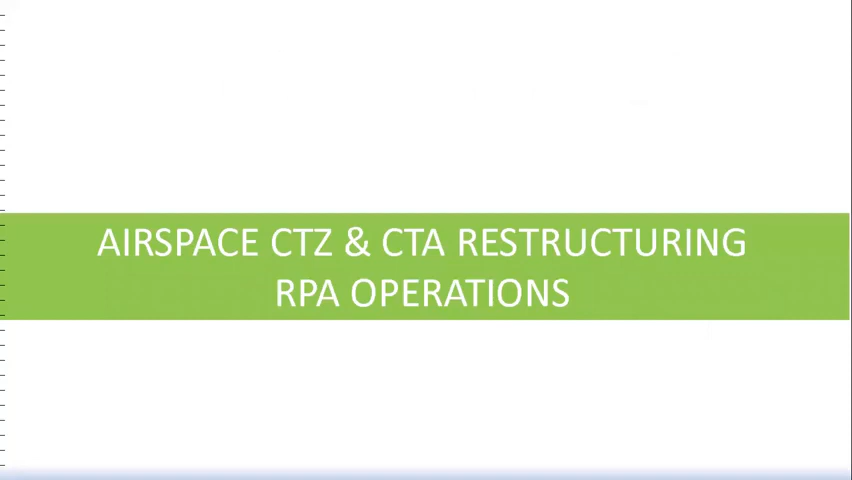 AIRSPACE CTZ & CTA RESTRUCTURING
RPA OPERATIONS